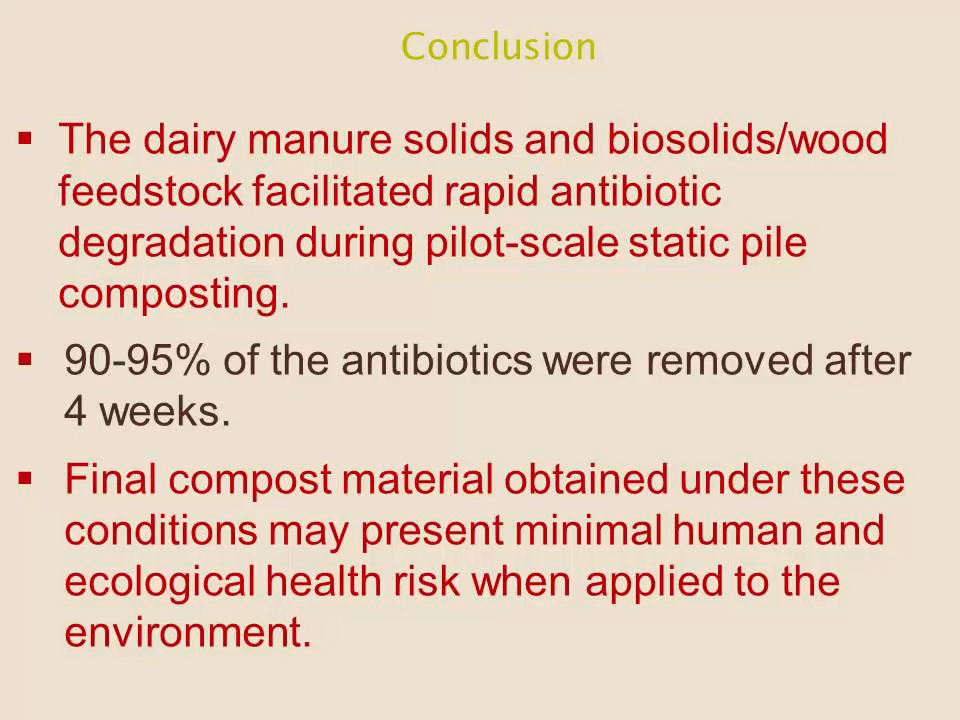 Conclusion
▪ The dairy manure solids and biosolids/wood
feedstock facilitated rapid antibiotic
degradation during pilot-scale static pile
composting.
▪ 90-95% of the antibiotics were removed after
4 weeks.
▪ Final compost material obtained under these
conditions may present minimal human and
ecological health risk when applied to the
environment.